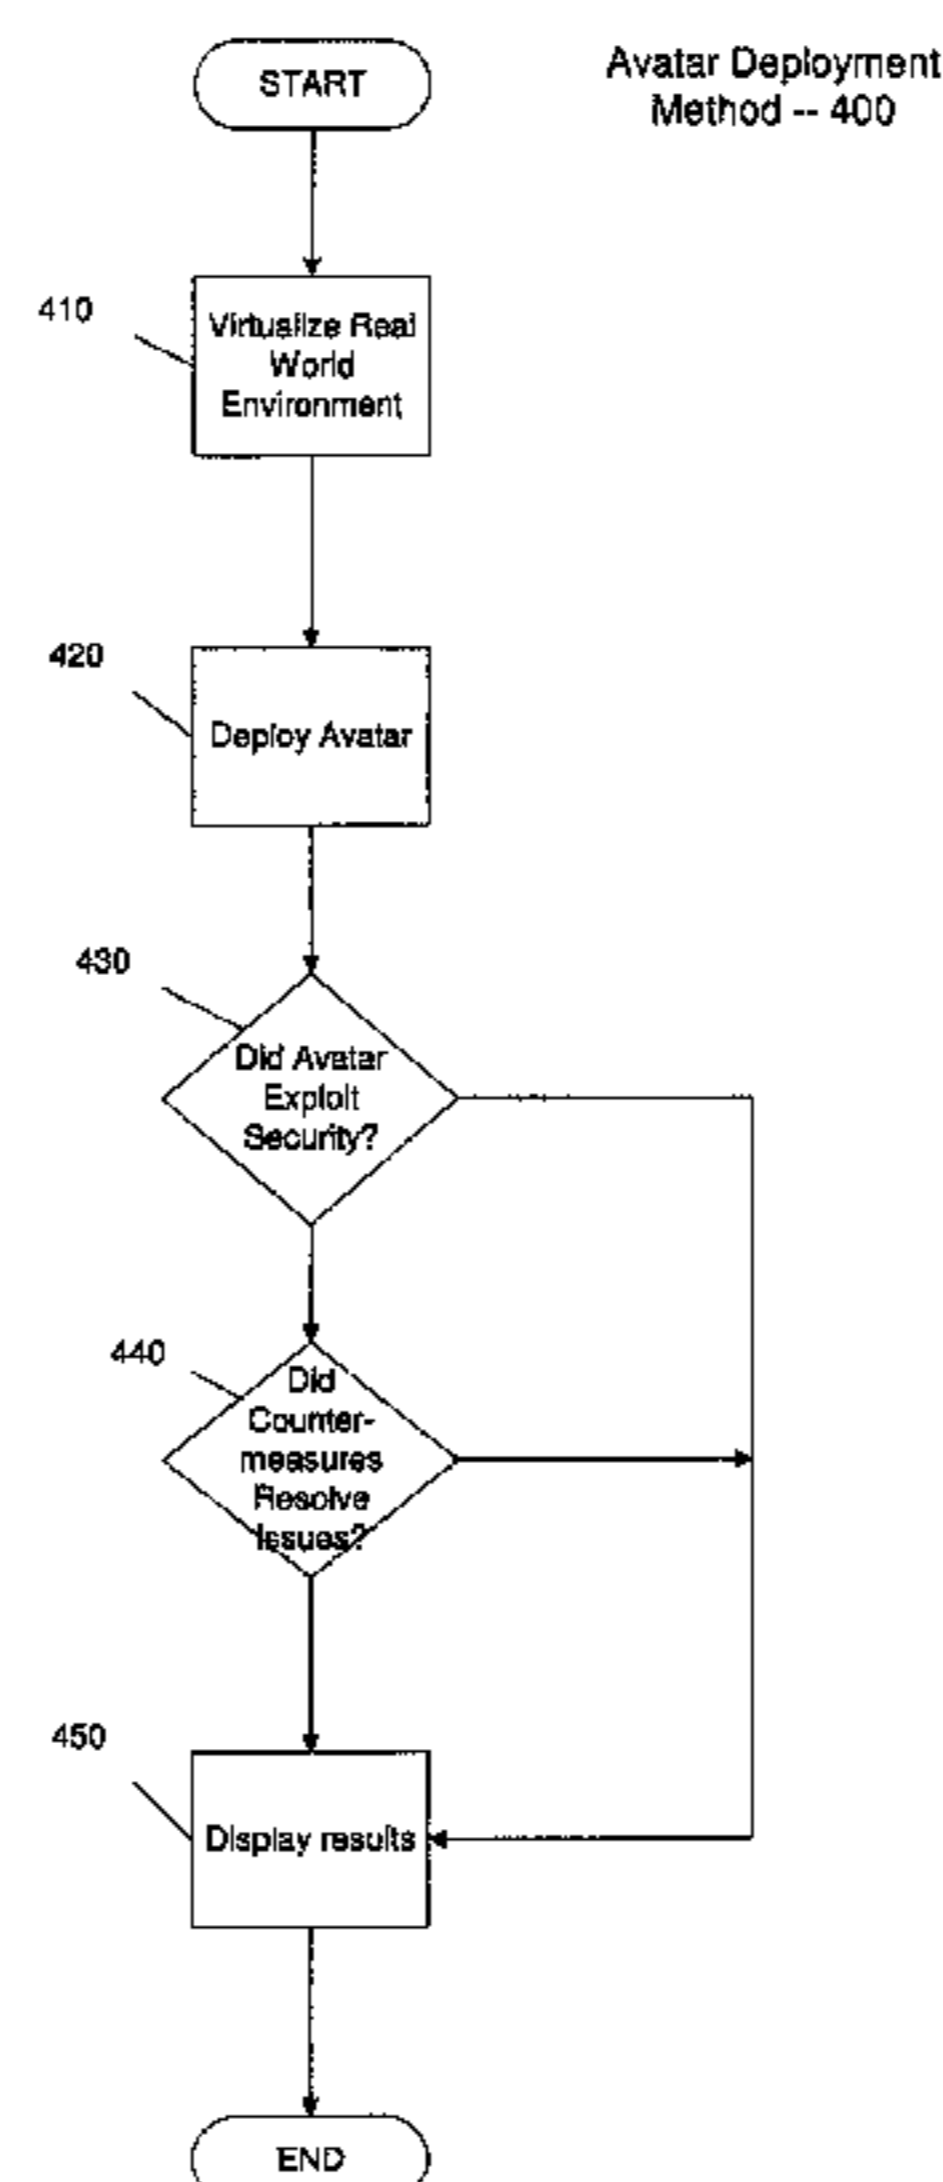 START
Avatar Deployment
Method -- 400
410
Virtualize Real
World
Environment
420
Deploy Avatar
430
Did Avatar
Exploit
Security?
440
Did
Counter-
measures
Resolve
Issues?
450
Display results
END